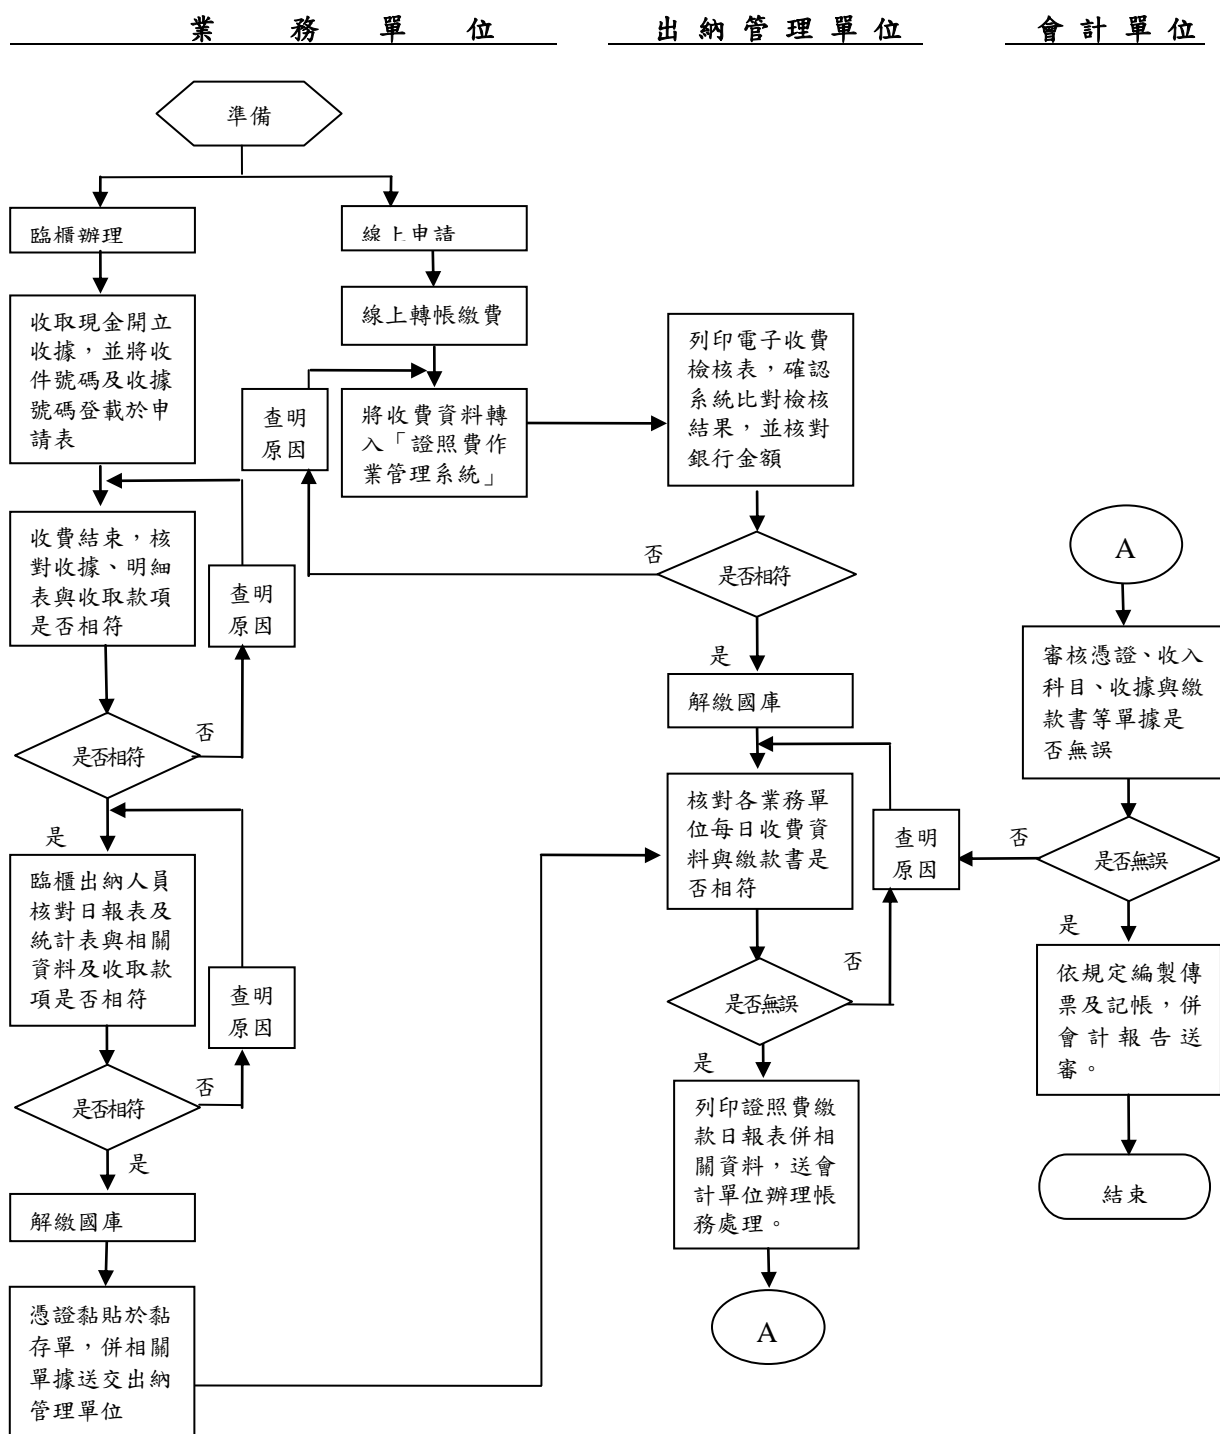 業務單位
出納管理單位
會計單位
準備
臨櫃辦理
線上申請
收取現金開立
收據，並將收
件號碼及收據
號碼登載於申
請表
線上轉帳繳費
查明
原因
將收費資料轉
入「證照費作
業管理系統」
列印電子收費
檢核表，確認
系統比對檢核
結果，並核對
銀行金額
收費結束，核
對收據、明細
表與收取款項
是否相符
查明
原因
否
是否相符
是
解繳國庫
A
審核憑證、收入
科目、收據與繳
款書等單據是
否無誤
是否相符
否
是
臨櫃出納人員
核對日報表及
統計表與相關
資料及收取款
項是否相符
查明
原因
核對各業務單
位每日收費資
料與繳款書是
否相符
查明
原因
否
是否無誤
是
依規定編製傳
票及記帳，併
會計報告送
審。
結束
是否相符
否
是
解繳國庫
憑證黏貼於黏
存單，併相關
單據送交出納
管理單位
是否無誤
否
是
列印證照費繳
款日報表併相
關資料，送會
計單位辦理帳
務處理。
A